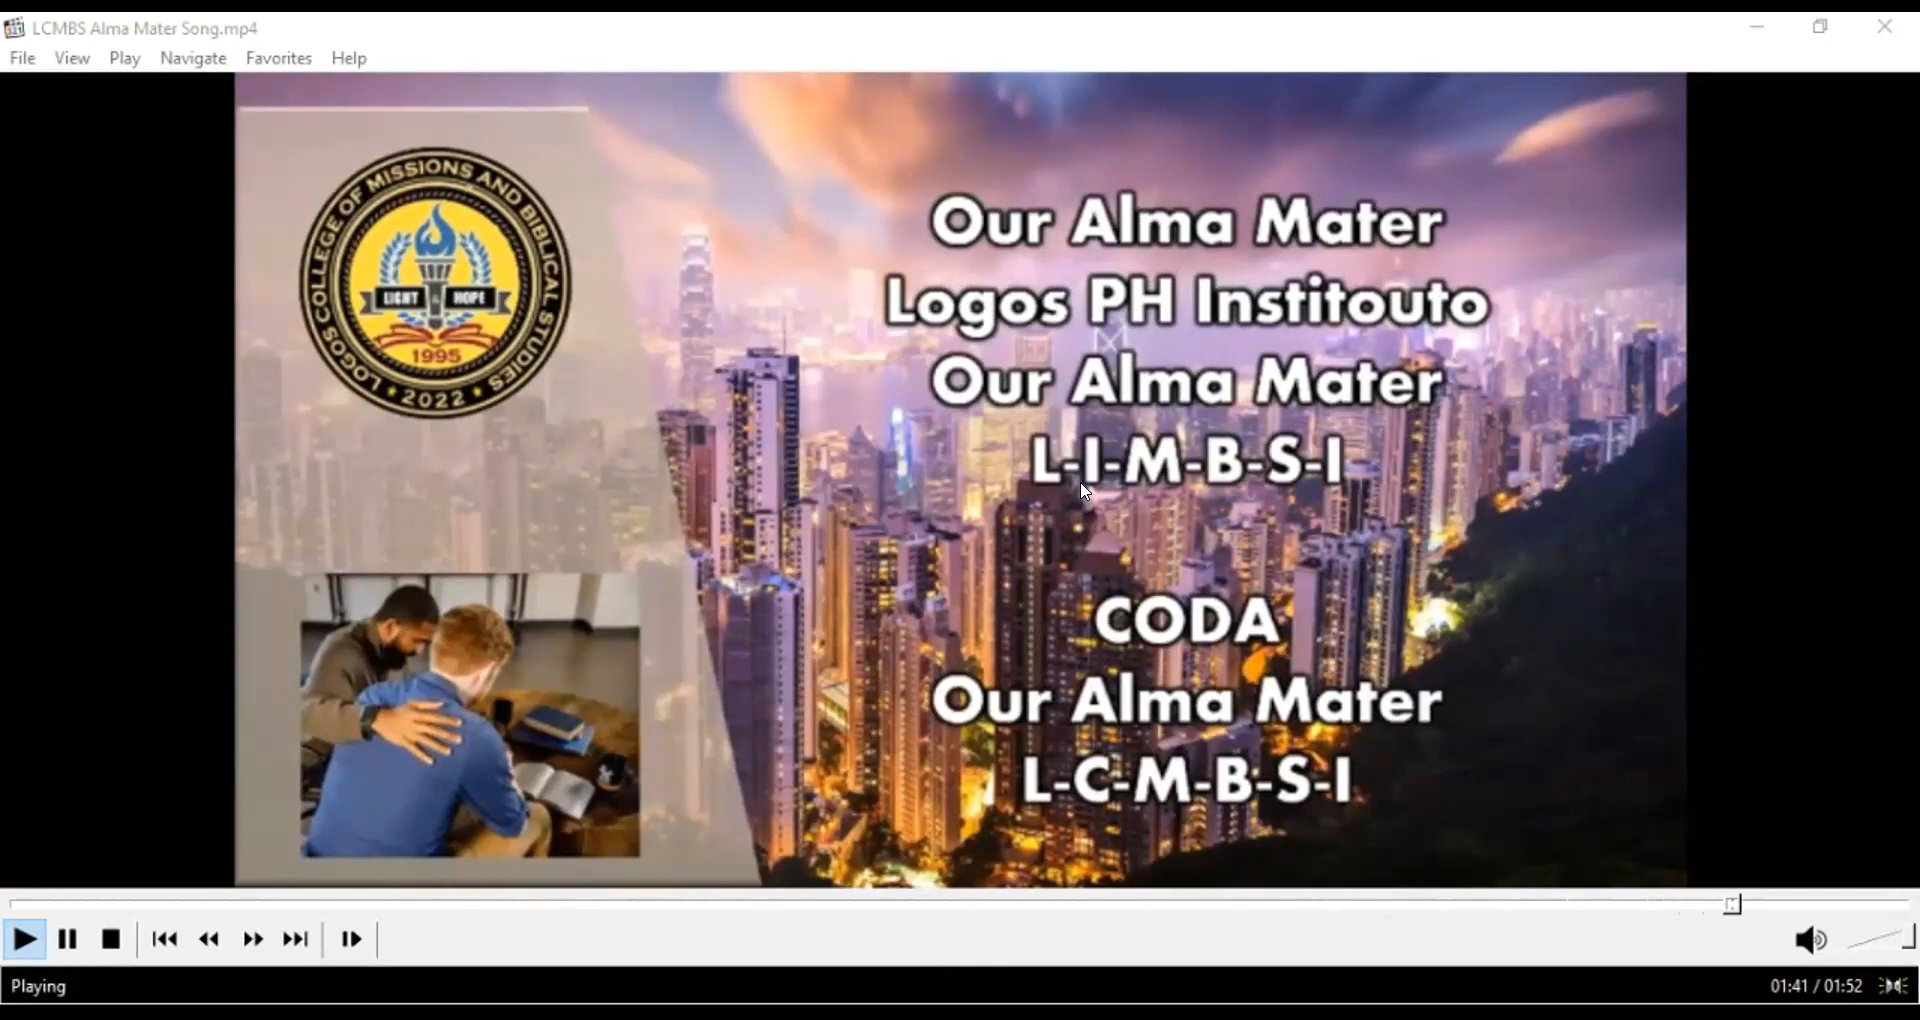 LCMBS Alma Mater Song.mp4
File View Play Navigate Favorites Help
LOGOS COLLEGE OF MISSIONS AND BIBLICAL STUDIES
LIGHT & HOPE
1995
2022
Our Alma Mater
Logos PH Institouto
Our Alma Mater
L-I-M-B-S-I
CODA
Our Alma Mater
L-C-M-B-S-I
Playing
01:41 / 01:52